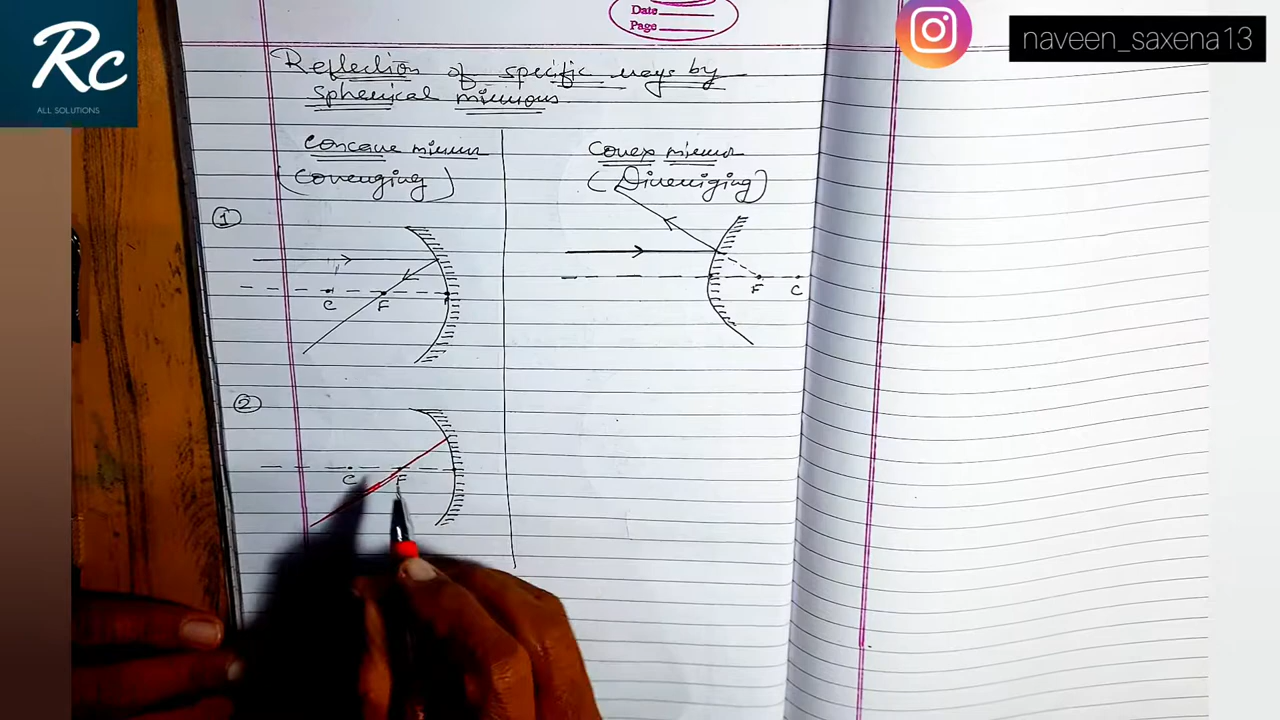 Rc
ALL SOLUTIONS
Date
Page
naveen_saxena13
Reflection of specific rays by
spherical mirrors
Concave mirror
(Converging)
Convex mirror
(Diverging)
1
C
F
F
C
2
C
F